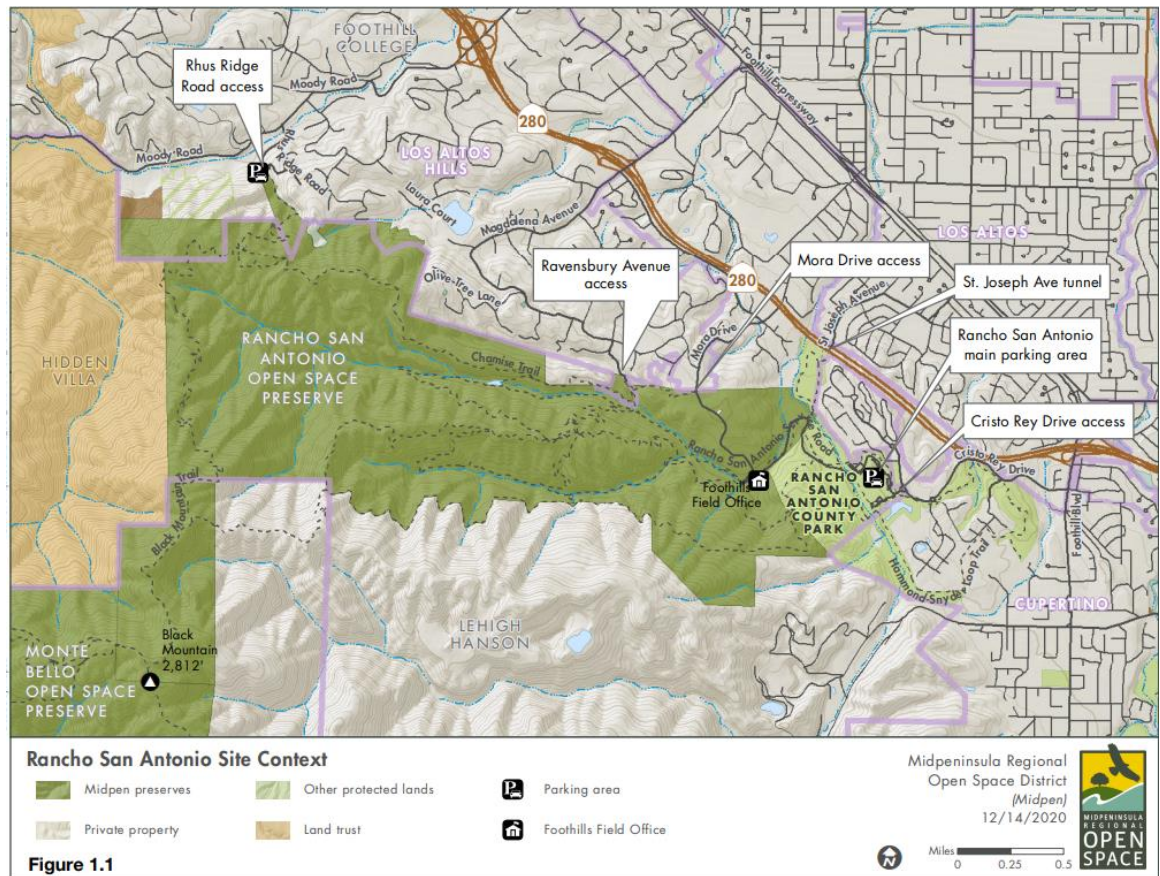 FOOTHILL
COLLEGE
Rhus Ridge
Road access
Moody Road
Foothill Expressway
280
Moody Road
Rhus Ridge Road
LOS ALTOS
HILLS
Laura Court
Magdalena Avenue
LOS ALTOS
Ravensbury Avenue
access
Mora Drive access
280
St. Joseph Ave tunnel
Olive Tree Lane
St Joseph Avenue
Rancho San Antonio
main parking area
HIDDEN
VILLA
RANCHO SAN
ANTONIO
OPEN SPACE
PRESERVE
Chamise Trail
Mora Drive
Cristo Rey Drive access
Rancho San Antonio Service Road
Cristo Rey Drive
Foothills
Field Office
RANCHO
SAN
ANTONIO
COUNTY
PARK
Black Mountain Trail
Foothill Blvd
Hammond-Snyder Loop Trail
CUPERTINO
LEHIGH
HANSON
Black
Mountain
2,812'
MONTE
BELLO
OPEN SPACE
PRESERVE
Rancho San Antonio Site Context
Midpen preserves
Other protected lands
Parking area
Private property
Land trust
Foothills Field Office
Figure 1.1
Midpeninsula Regional
Open Space District
(Midpen)
12/14/2020
N
Miles
0 0.25 0.5
MIDPENINSULA
REGIONAL
OPEN
SPACE